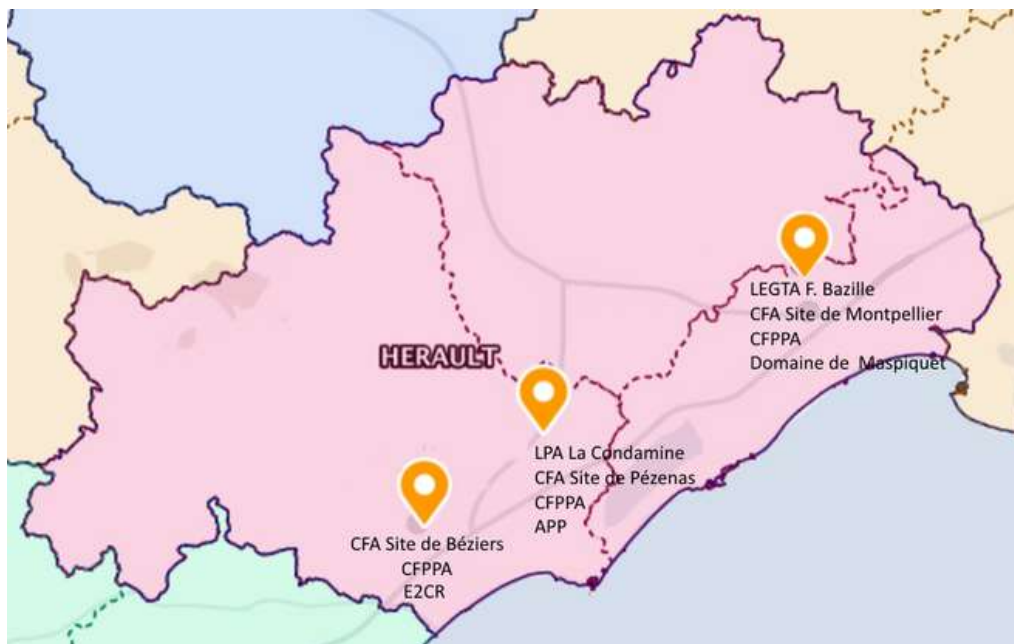 LEGTA F. Bazille
CFA Site de Montpellier
CFPPA
Domaine de Maspiquet
HERAULT
LPA La Condamine
CFA Site de Pézenas
CFPPA
APP
CFA Site de Béziers
CFPPA
E2CR